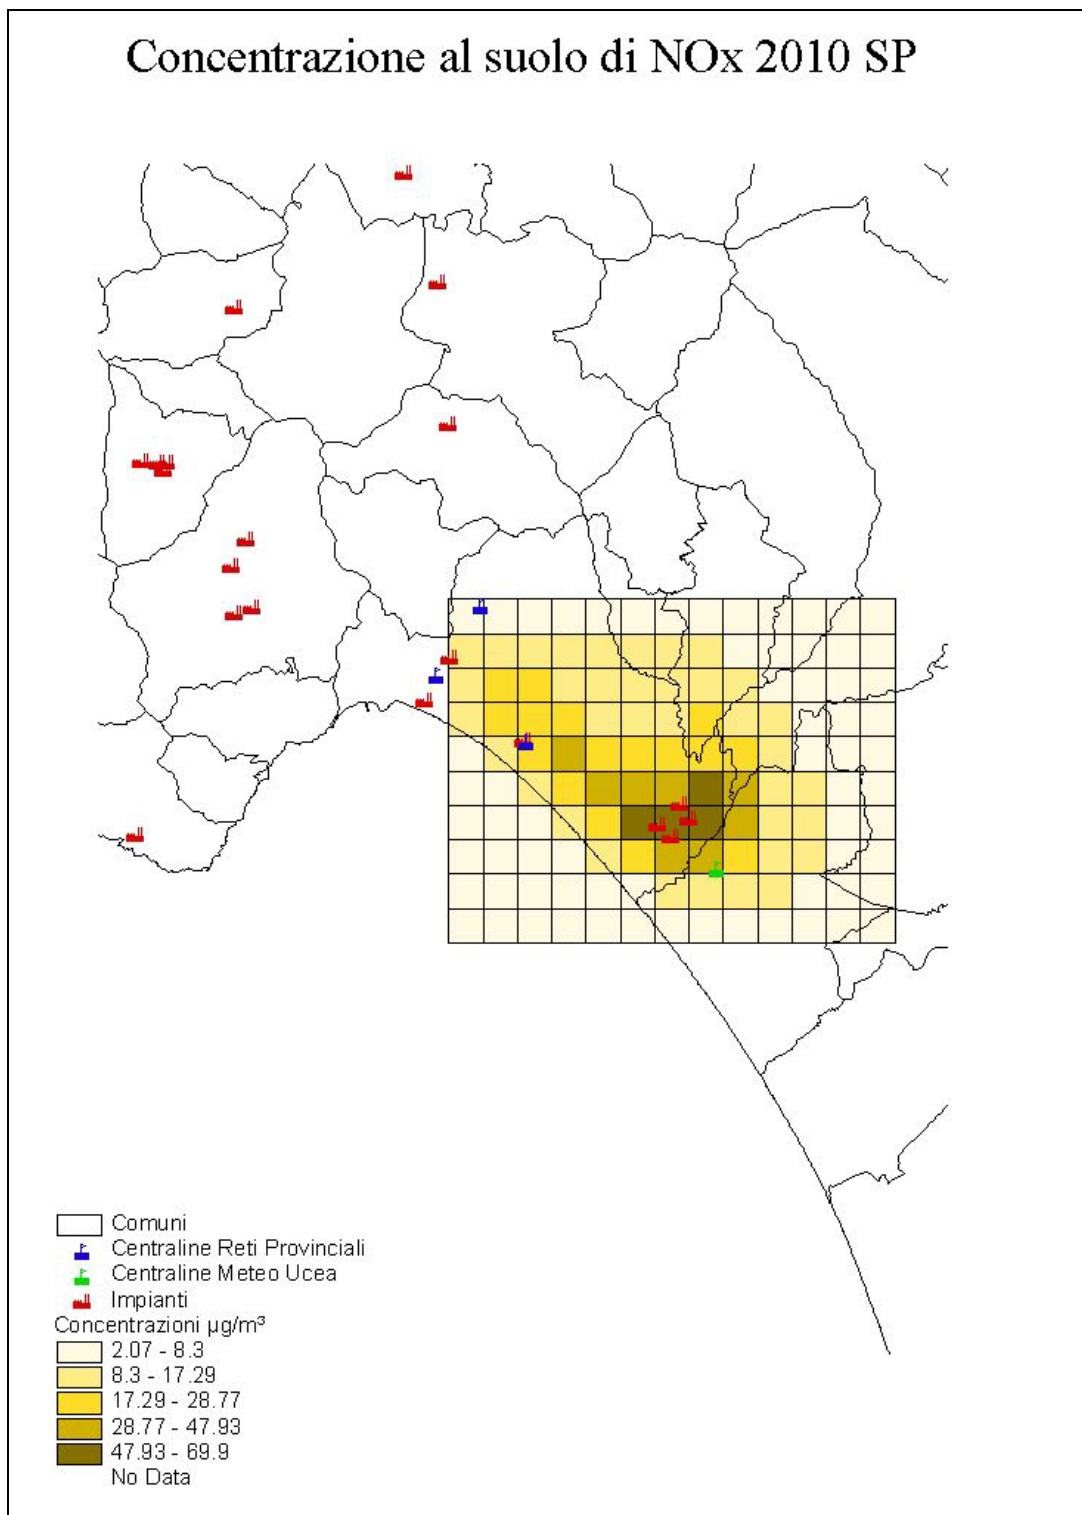 Concentrazione al suolo di NOx 2010 SP
Comuni
Centraline Reti Provinciali
Centraline Meteo Ucea
Impianti
Concentrazioni µg/m³
2.07 - 8.3
8.3 - 17.29
17.29 - 28.77
28.77 - 47.93
47.93 - 69.9
No Data